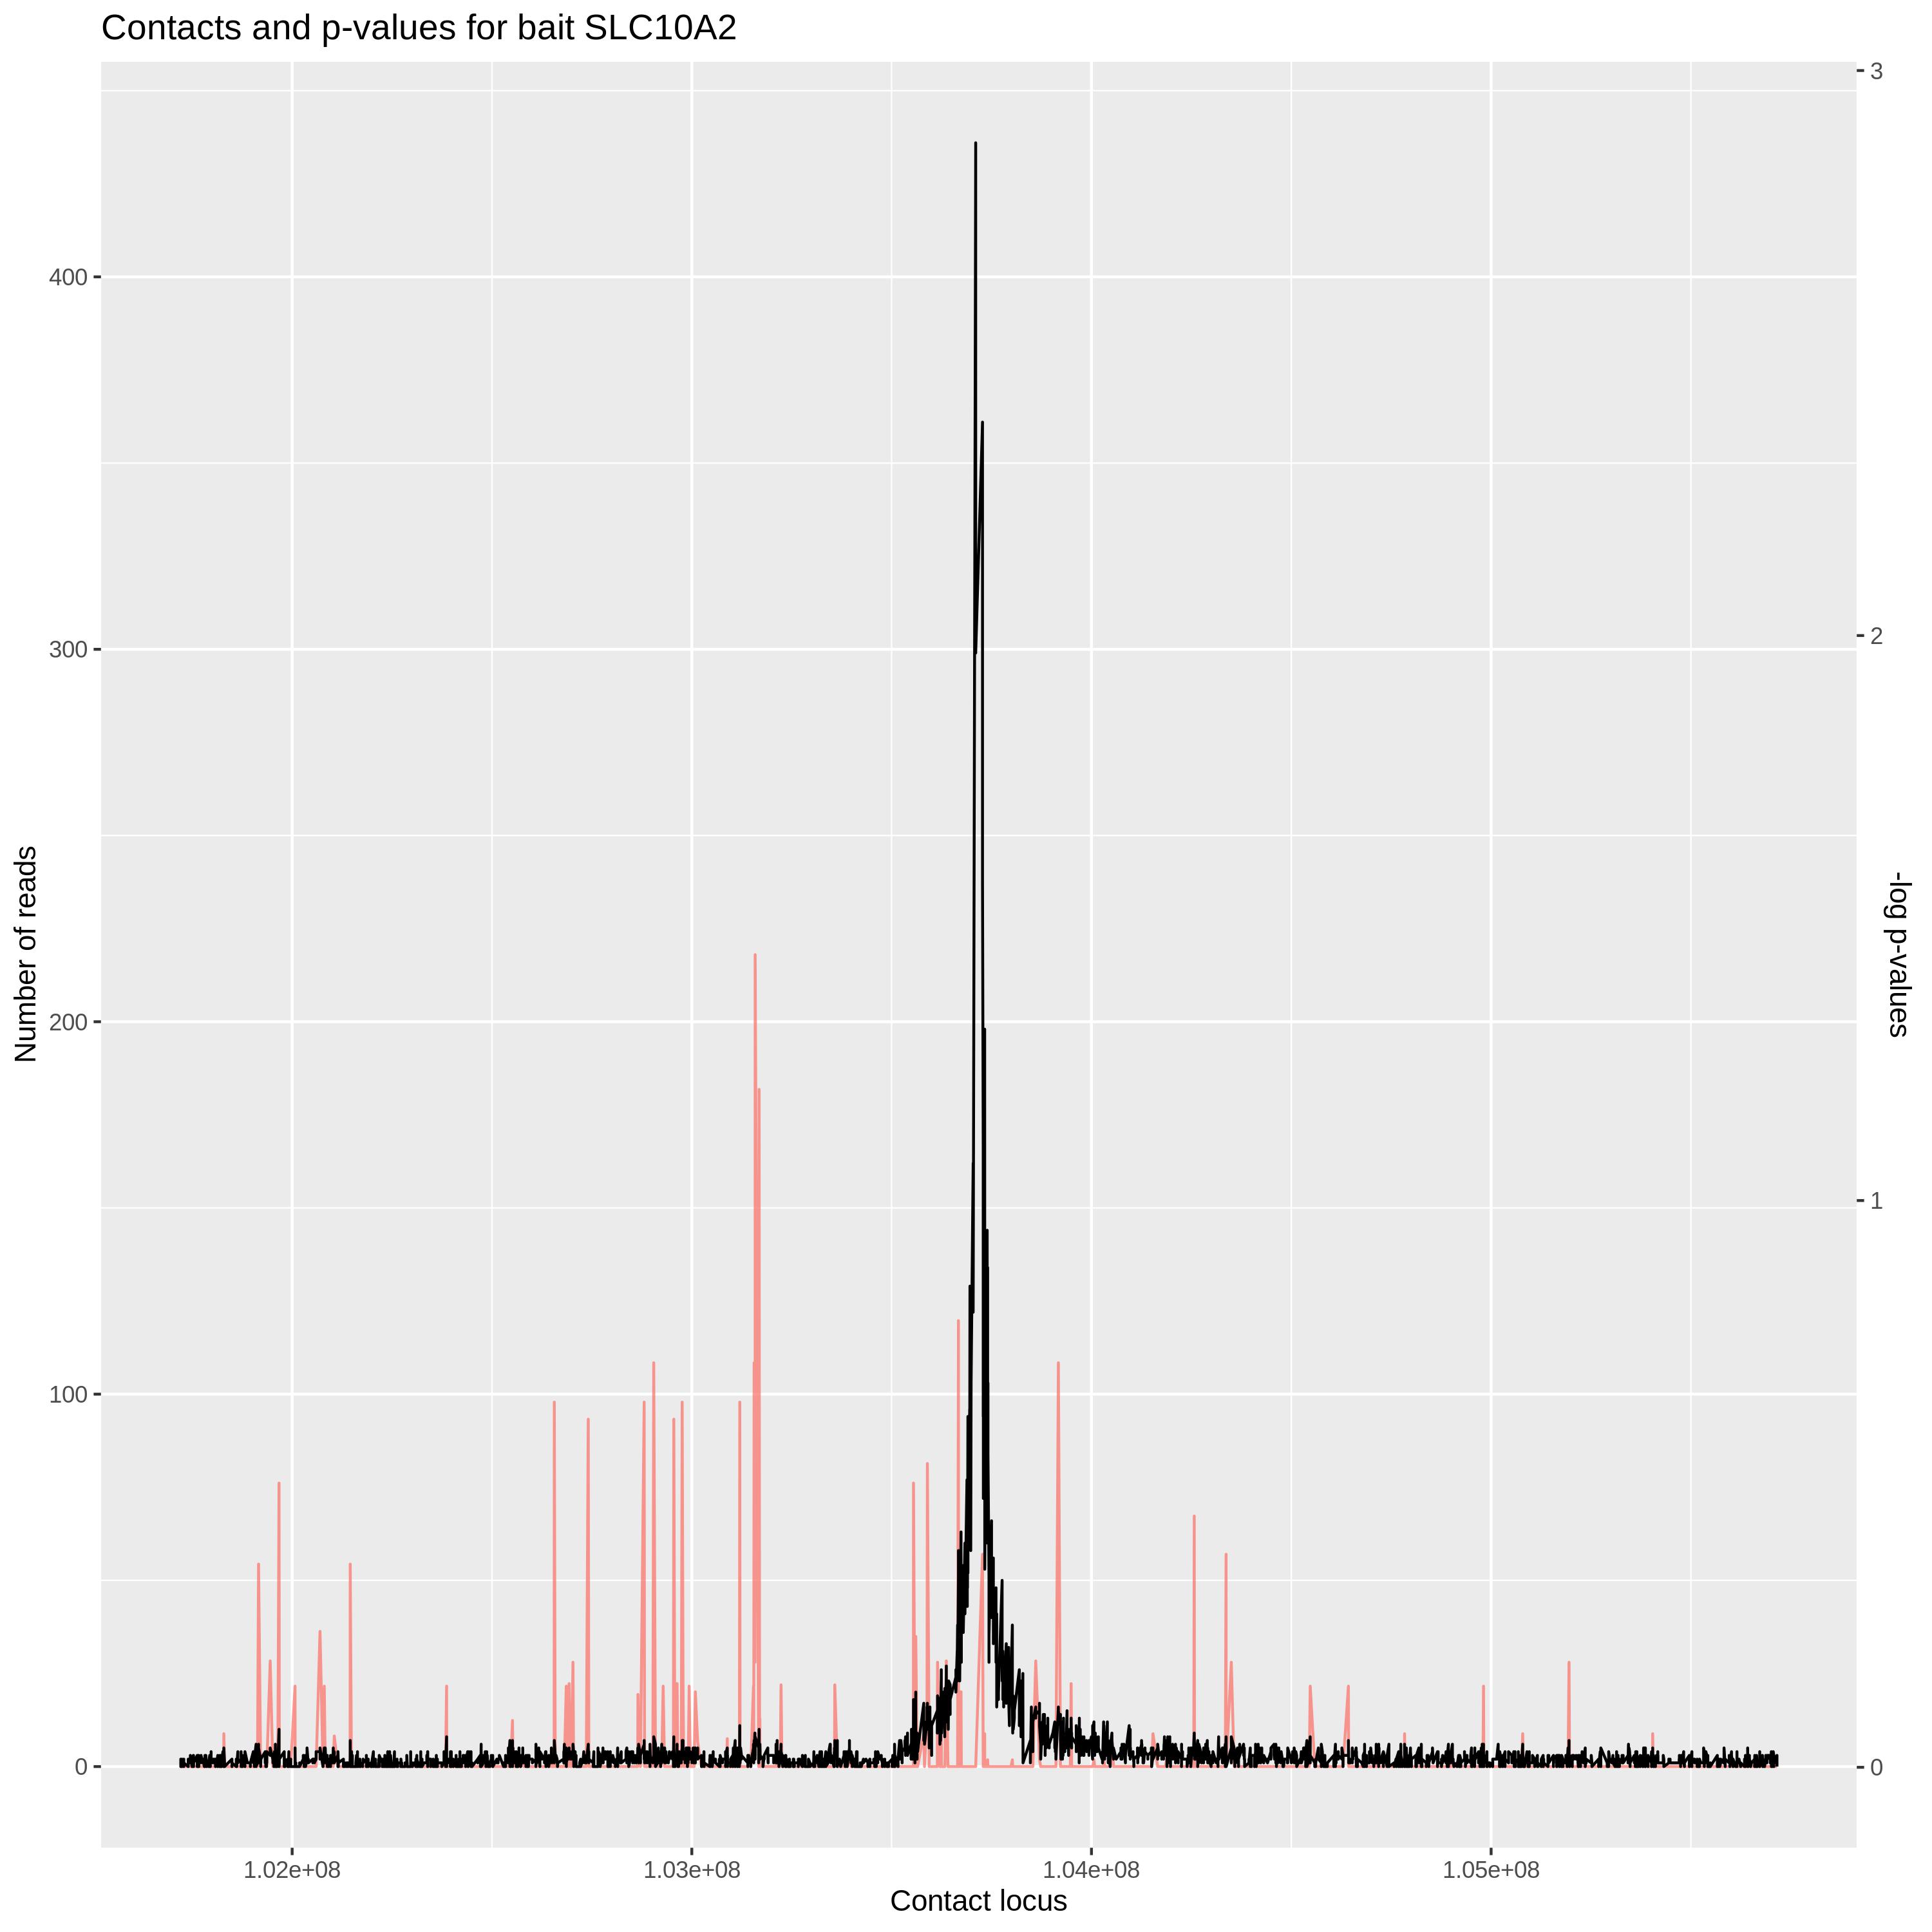 Contacts and p-values for bait SLC10A2
Number of reads
400
300
200
100
0
3
2
1
0
-log p-values
1.02e+08
1.03e+08
1.04e+08
1.05e+08
Contact locus